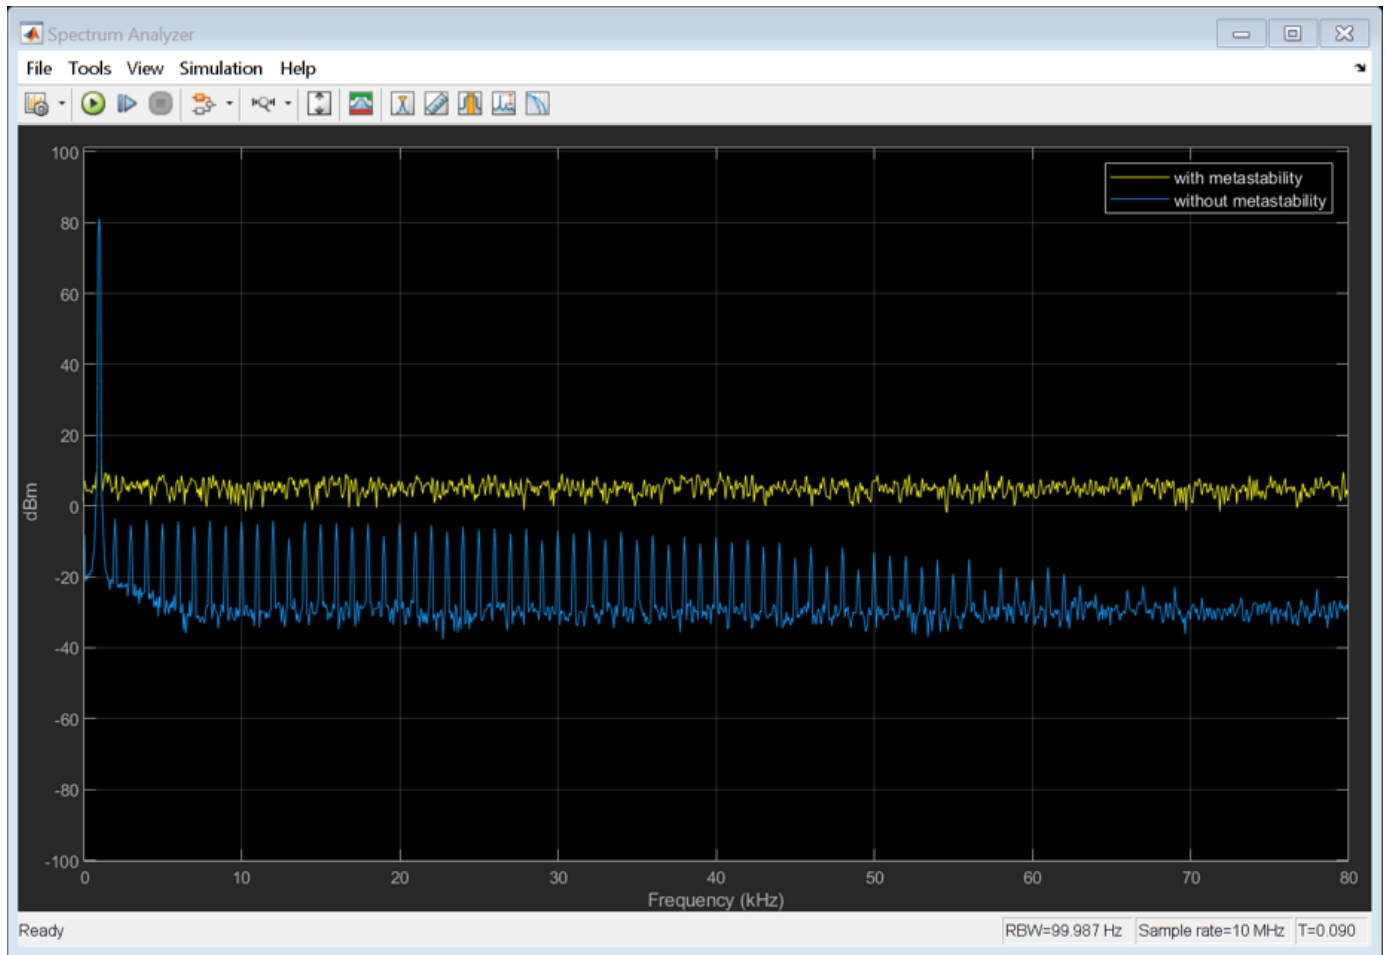 Spectrum Analyzer
File Tools View Simulation Help
100
80
60
40
20
0
-20
-40
-60
-80
-100
dBm
with metastability
without metastability
0 10 20 30 40 50 60 70 80
Frequency (kHz)
Ready RBW=99.987 Hz Sample rate=10 MHz T=0.090